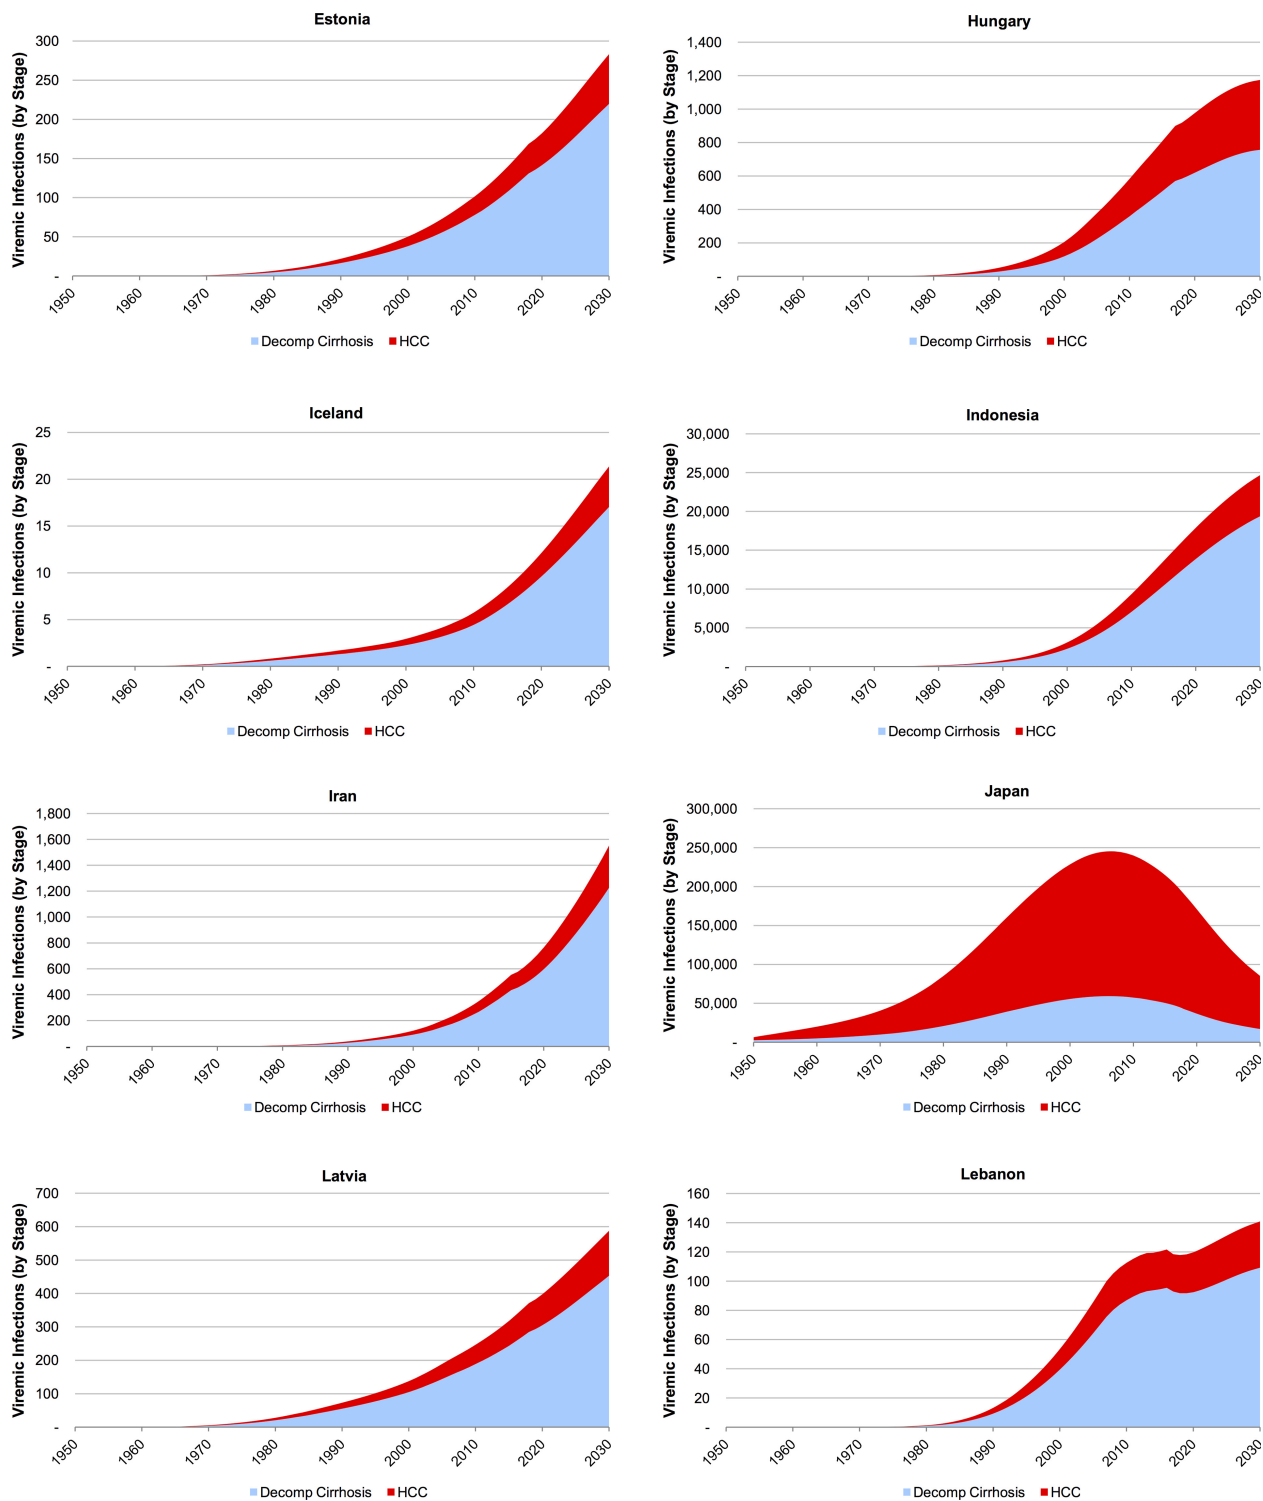 Estonia
Viremic Infections (by Stage)
300
250
200
150
100
50
-
1950 1960 1970 1980 1990 2000 2010 2020 2030
Decomp Cirrhosis HCC
Hungary
Viremic Infections (by Stage)
1,400
1,200
1,000
800
600
400
200
-
1950 1960 1970 1980 1990 2000 2010 2020 2030
Decomp Cirrhosis HCC
Iceland
Viremic Infections (by Stage)
25
20
15
10
5
-
1950 1960 1970 1980 1990 2000 2010 2020 2030
Decomp Cirrhosis HCC
Indonesia
Viremic Infections (by Stage)
30,000
25,000
20,000
15,000
10,000
5,000
-
1950 1960 1970 1980 1990 2000 2010 2020 2030
Decomp Cirrhosis HCC
Iran
Viremic Infections (by Stage)
1,800
1,600
1,400
1,200
1,000
800
600
400
200
-
1950 1960 1970 1980 1990 2000 2010 2020 2030
Decomp Cirrhosis HCC
Japan
Viremic Infections (by Stage)
300,000
250,000
200,000
150,000
100,000
50,000
-
1950 1960 1970 1980 1990 2000 2010 2020 2030
Decomp Cirrhosis HCC
Latvia
Viremic Infections (by Stage)
700
600
500
400
300
200
100
-
1950 1960 1970 1980 1990 2000 2010 2020 2030
Decomp Cirrhosis HCC
Lebanon
Viremic Infections (by Stage)
160
140
120
100
80
60
40
20
-
1950 1960 1970 1980 1990 2000 2010 2020 2030
Decomp Cirrhosis HCC